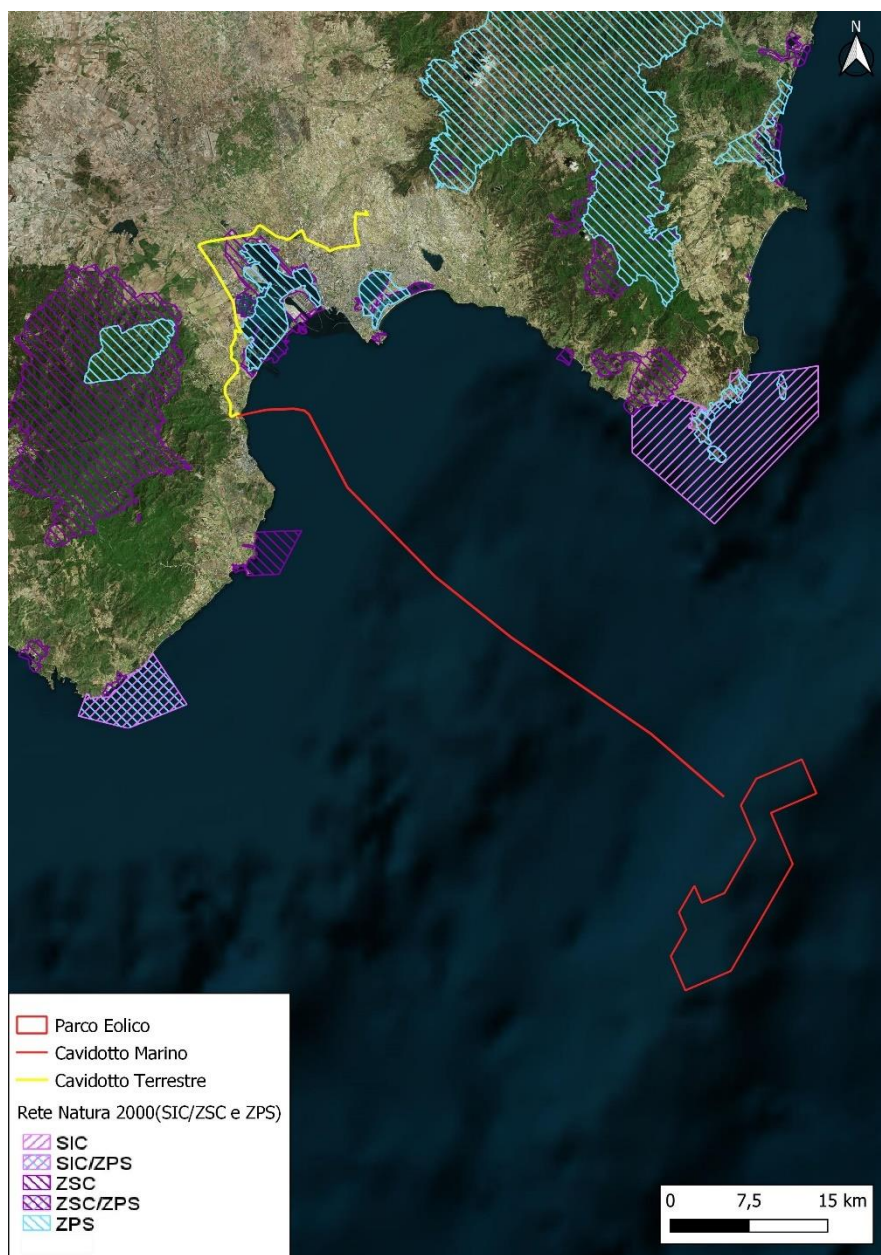 N
Parco Eolico
Cavidotto Marino
Cavidotto Terrestre
Rete Natura 2000(SIC/ZSC e ZPS)
SIC
SIC/ZPS
ZSC
ZSC/ZPS
ZPS
0 7,5 15 km